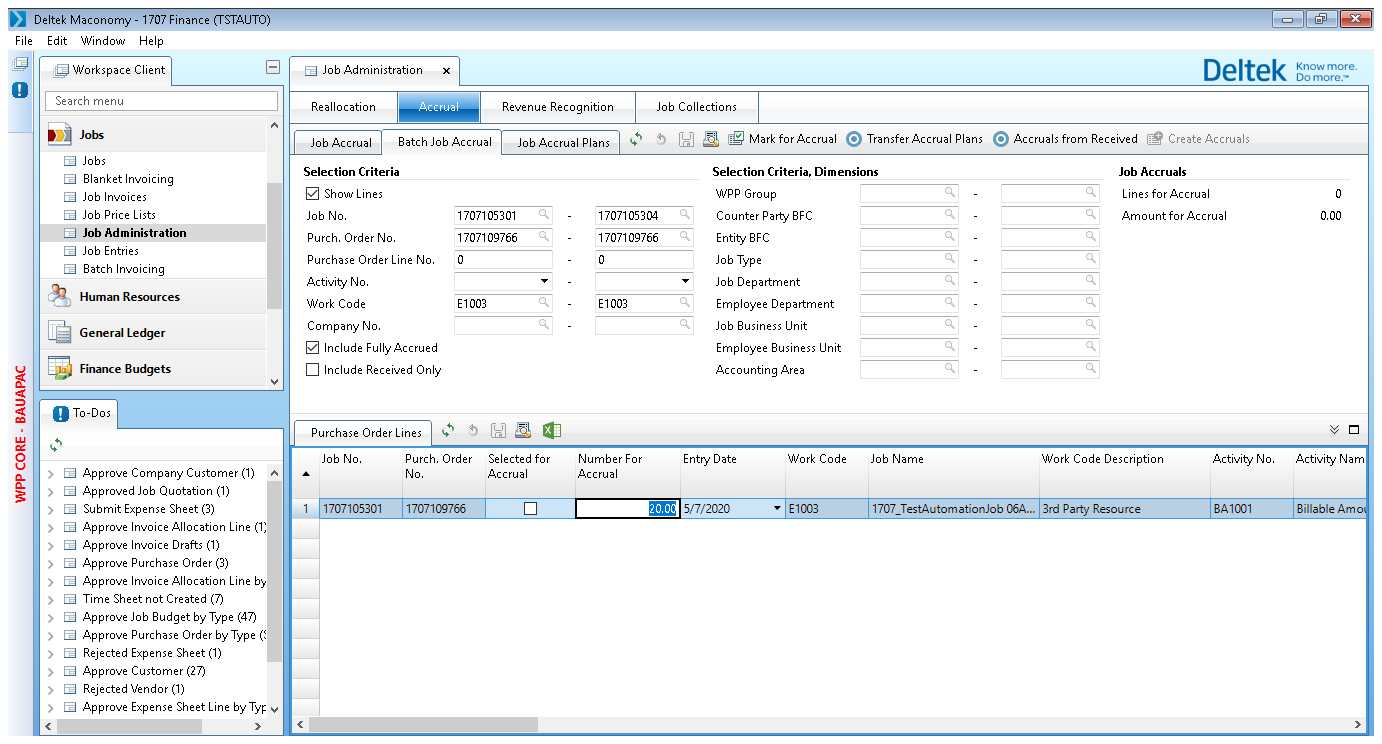 Deltek Maconomy - 1707 Finance (TSTAUTO)
File Edit Window Help
WPP CORE - BAUAPAC
Workspace Client
Search menu
Jobs
Jobs
Blanket Invoicing
Job Invoices
Job Price Lists
Job Administration
Job Entries
Batch Invoicing
Human Resources
General Ledger
Finance Budgets
To-Dos
Approve Company Customer (1)
Approved Job Quotation (1)
Submit Expense Sheet (3)
Approve Invoice Allocation Line (1)
Approve Invoice Drafts (1)
Approve Purchase Order (3)
Approve Invoice Allocation Line by
Time Sheet not Created (7)
Approve Job Budget by Type (47)
Approve Purchase Order by Type (
Rejected Expense Sheet (1)
Approve Customer (27)
Rejected Vendor (1)
Approve Expense Sheet Line by Typ
Job Administration x
Deltek Know more. Do more.™
Reallocation Accrual Revenue Recognition Job Collections
Job Accrual Batch Job Accrual Job Accrual Plans Mark for Accrual Transfer Accrual Plans Accruals from Received Create Accruals
Selection Criteria
Show Lines
Job No. 1707105301 - 1707105304
Purch. Order No. 1707109766 - 1707109766
Purchase Order Line No. 0 - 0
Activity No. -
Work Code E1003 - E1003
Company No. -
Include Fully Accrued
Include Received Only
Selection Criteria, Dimensions
WPP Group -
Counter Party BFC -
Entity BFC -
Job Type -
Job Department -
Employee Department -
Job Business Unit -
Employee Business Unit -
Accounting Area -
Job Accruals
Lines for Accrual 0
Amount for Accrual 0.00
Purchase Order Lines
Job No. Purch. Order No. Selected for Accrual Number For Accrual Entry Date Work Code Job Name Work Code Description Activity No. Activity Nam
1 1707105301 1707109766 20.00 5/7/2020 E1003 1707_TestAutomationJob 06A... 3rd Party Resource BA1001 Billable Amou